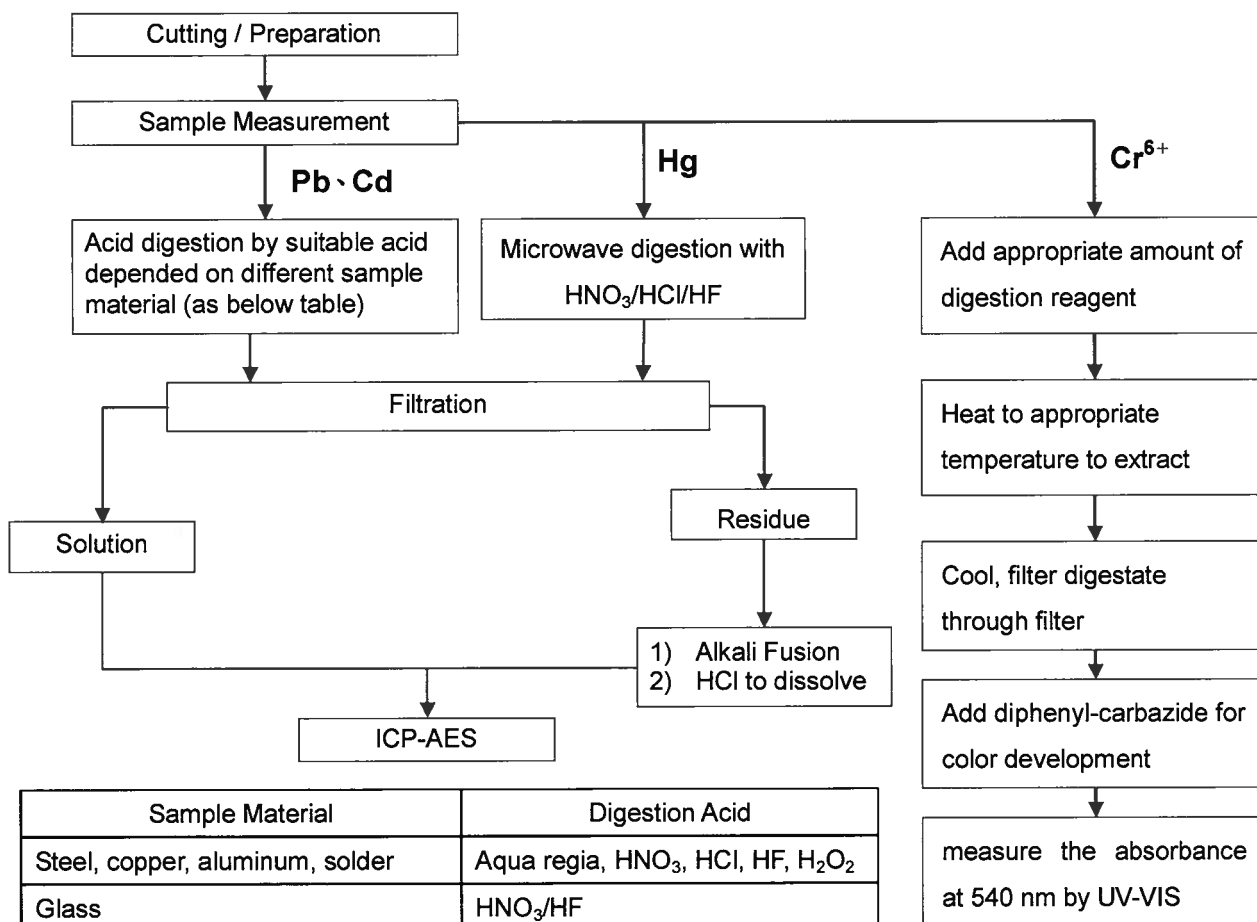 Cutting / Preparation
Sample Measurement
Pb、Cd
Hg
Cr⁶⁺
Acid digestion by suitable acid
depended on different sample
material (as below table)
Microwave digestion with
HNO₃/HCl/HF
Add appropriate amount of
digestion reagent
Filtration
Heat to appropriate
temperature to extract
Solution
Residue
Cool, filter digestate
through filter
1) Alkali Fusion
2) HCl to dissolve
ICP-AES
Add diphenyl-carbazide for
color development
measure the absorbance
at 540 nm by UV-VIS
Sample Material Digestion Acid
Steel, copper, aluminum, solder Aqua regia, HNO₃, HCl, HF, H₂O₂
Glass HNO₃/HF